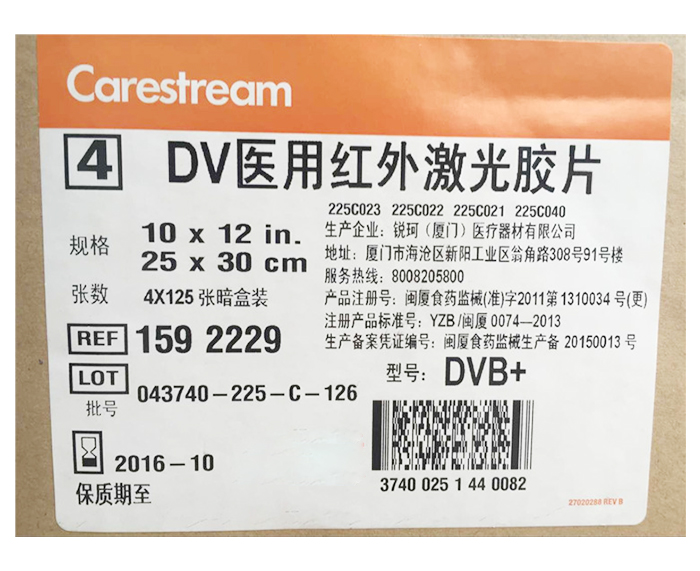 Carestream
4 DV医用红外激光胶片
225C023 225C022 225C021 225C040
规格 10 x 12 in.
25 x 30 cm
张数 4X125 张暗盒装
生产企业：锐珂（厦门）医疗器材有限公司
地址：厦门市海沧区新阳工业区翁角路308号91号楼
服务热线：8008205800
产品注册号：闽厦食药监械(准)字2011第1310034号(更)
注册产品标准号：YZB/闽厦 0074-2013
生产备案凭证编号：闽厦食药监械生产备 20150013号
REF 159 2229
LOT 043740-225-C-126
批号
型号： DVB+
2016-10
保质期至
3740 025 1 44 0082
27020288 REV B